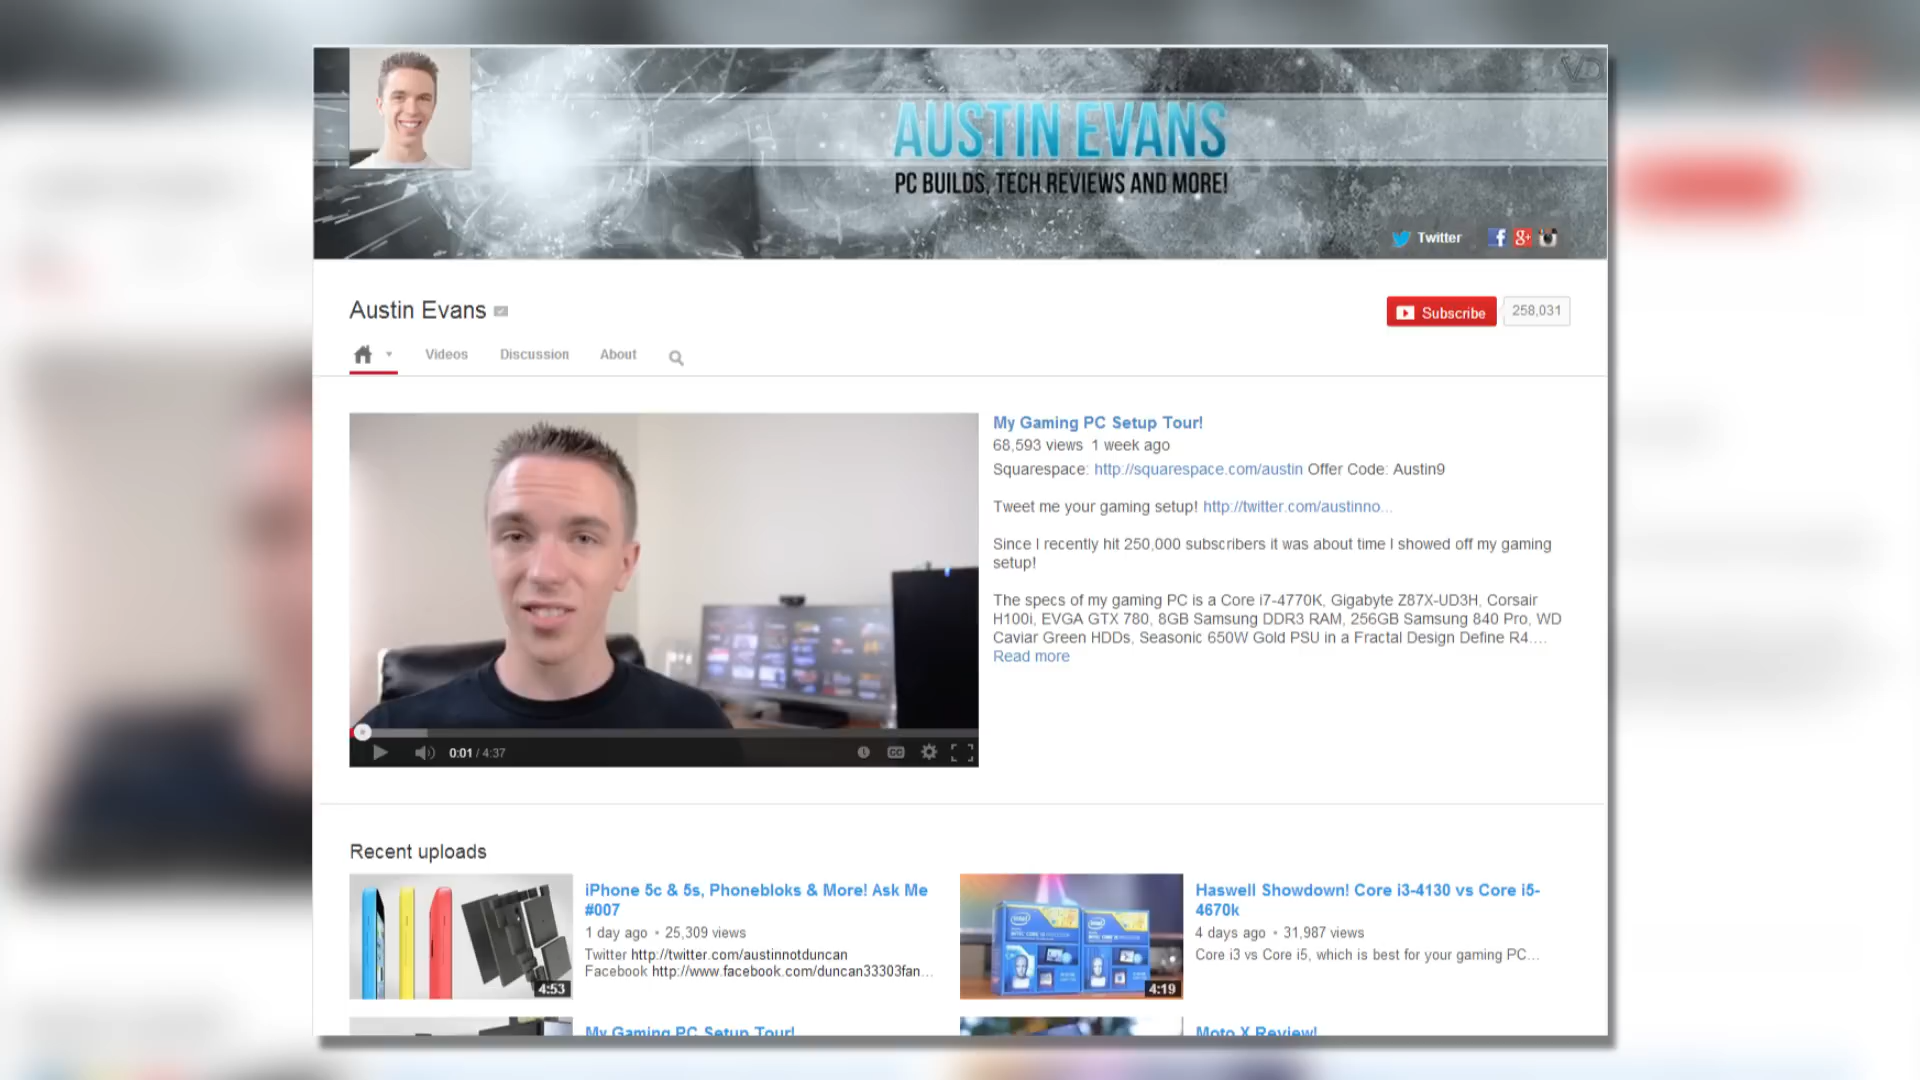 AUSTIN EVANS
PC BUILDS, TECH REVIEWS AND MORE!
Twitter
Austin Evans
Subscribe 258,031
Videos Discussion About
My Gaming PC Setup Tour!
68,593 views 1 week ago
Squarespace: http://squarespace.com/austin Offer Code: Austin9
Tweet me your gaming setup! http://twitter.com/austinno...
Since I recently hit 250,000 subscribers it was about time I showed off my gaming
setup!
The specs of my gaming PC is a Core i7-4770K, Gigabyte Z87X-UD3H, Corsair
H100i, EVGA GTX 780, 8GB Samsung DDR3 RAM, 256GB Samsung 840 Pro, WD
Caviar Green HDDs, Seasonic 650W Gold PSU in a Fractal Design Define R4....
Read more
0:01 / 4:37
CC
Recent uploads
iPhone 5c & 5s, Phonebloks & More! Ask Me
#007
1 day ago • 25,309 views
Twitter http://twitter.com/austinnotduncan
Facebook http://www.facebook.com/duncan33303fan...
4:53
Haswell Showdown! Core i3-4130 vs Core i5-
4670k
4 days ago • 31,987 views
Core i3 vs Core i5, which is best for your gaming PC...
4:19
My Gaming PC Setup Tour!
Moto X Review!